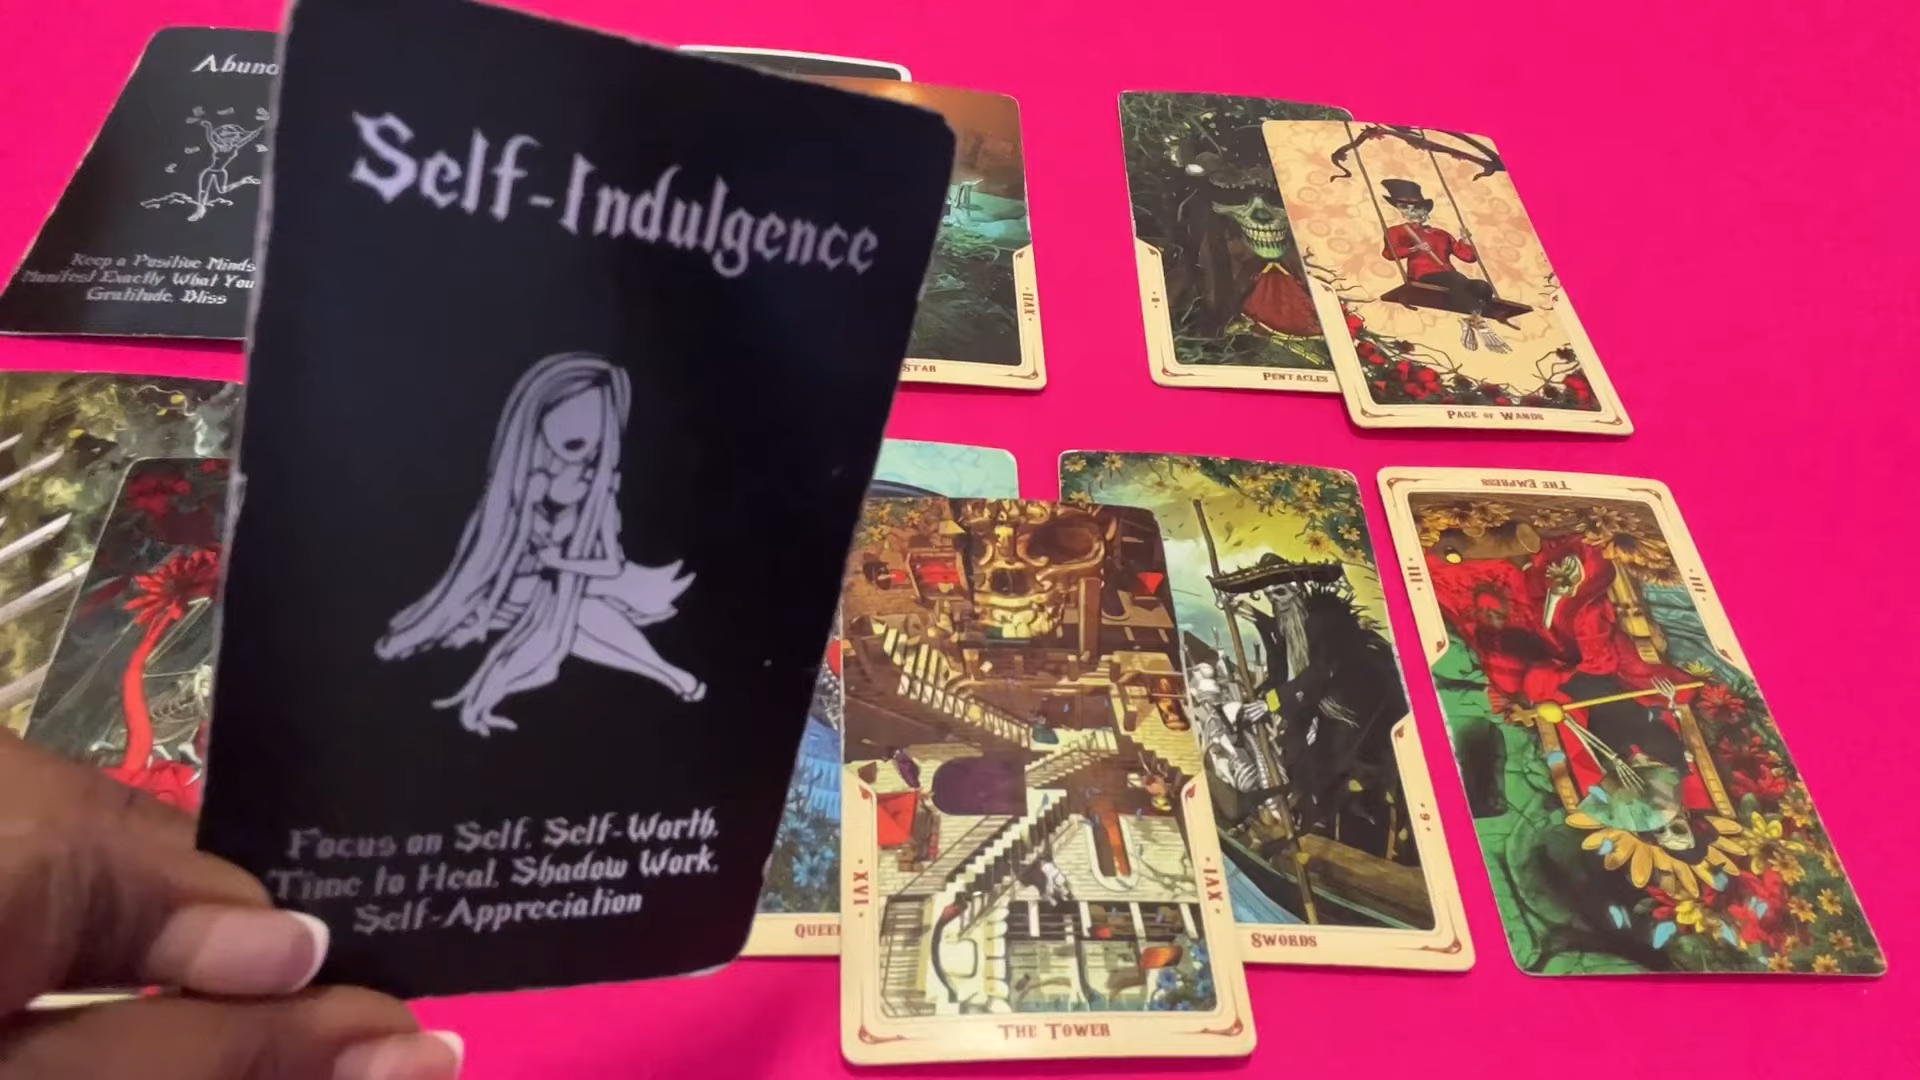 Abund
Keep a Positive Minds
Manifest Exactly What You
Gratitude, Bliss
Self-Indulgence
Focus on Self, Self-Worth,
Time to Heal, Shadow Work,
Self-Appreciation
Star
XVII
8
Pentacles
Page of Wands
Queen
XVI
XVI
The Tower
6
Swords
The Empress
III
III